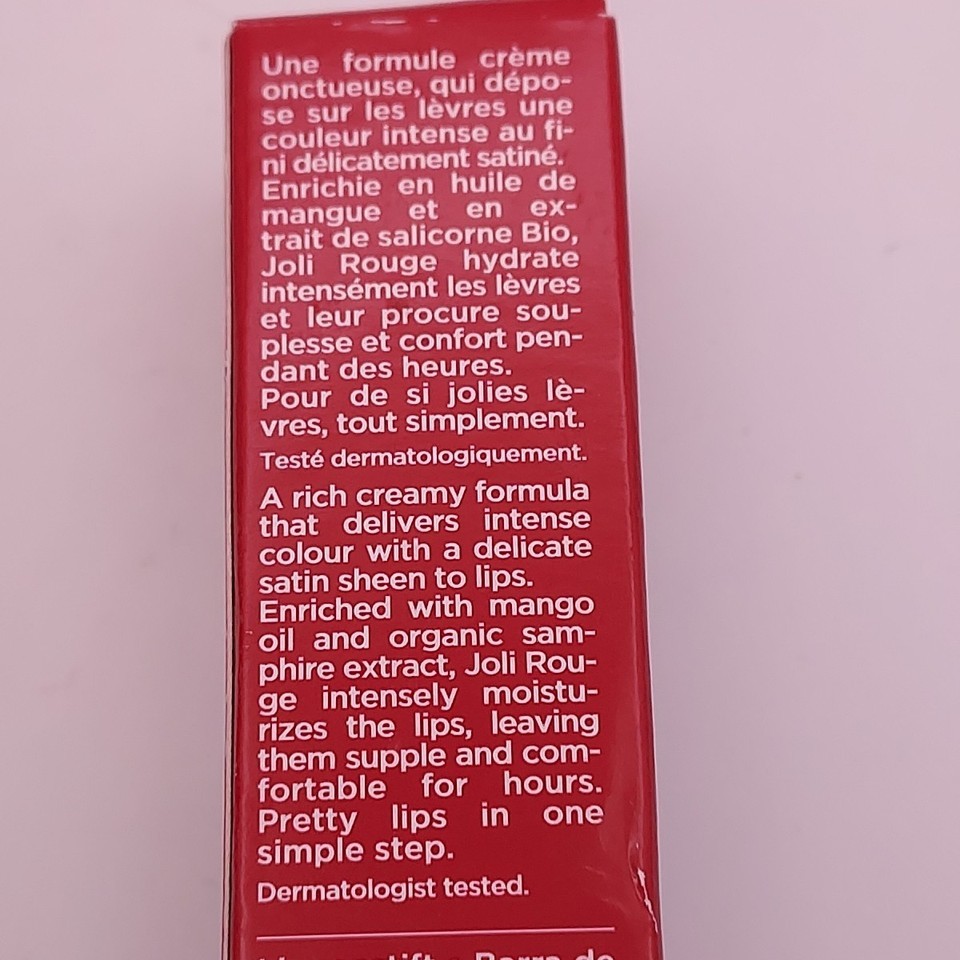 Une formule crème
onctueuse, qui dépo-
se sur les lèvres une
couleur intense au fi-
ni délicatement satiné.
Enrichie en huile de
mangue et en ex-
trait de salicorne Bio,
Joli Rouge hydrate
intensément les lèvres
et leur procure sou-
plesse et confort pen-
dant des heures.
Pour de si jolies lè-
vres, tout simplement.
Testé dermatologiquement.
A rich creamy formula
that delivers intense
colour with a delicate
satin sheen to lips.
Enriched with mango
oil and organic sam-
phire extract, Joli Rou-
ge intensely moistu-
rizes the lips, leaving
them supple and com-
fortable for hours.
Pretty lips in one
simple step.
Dermatologist tested.
Barra de